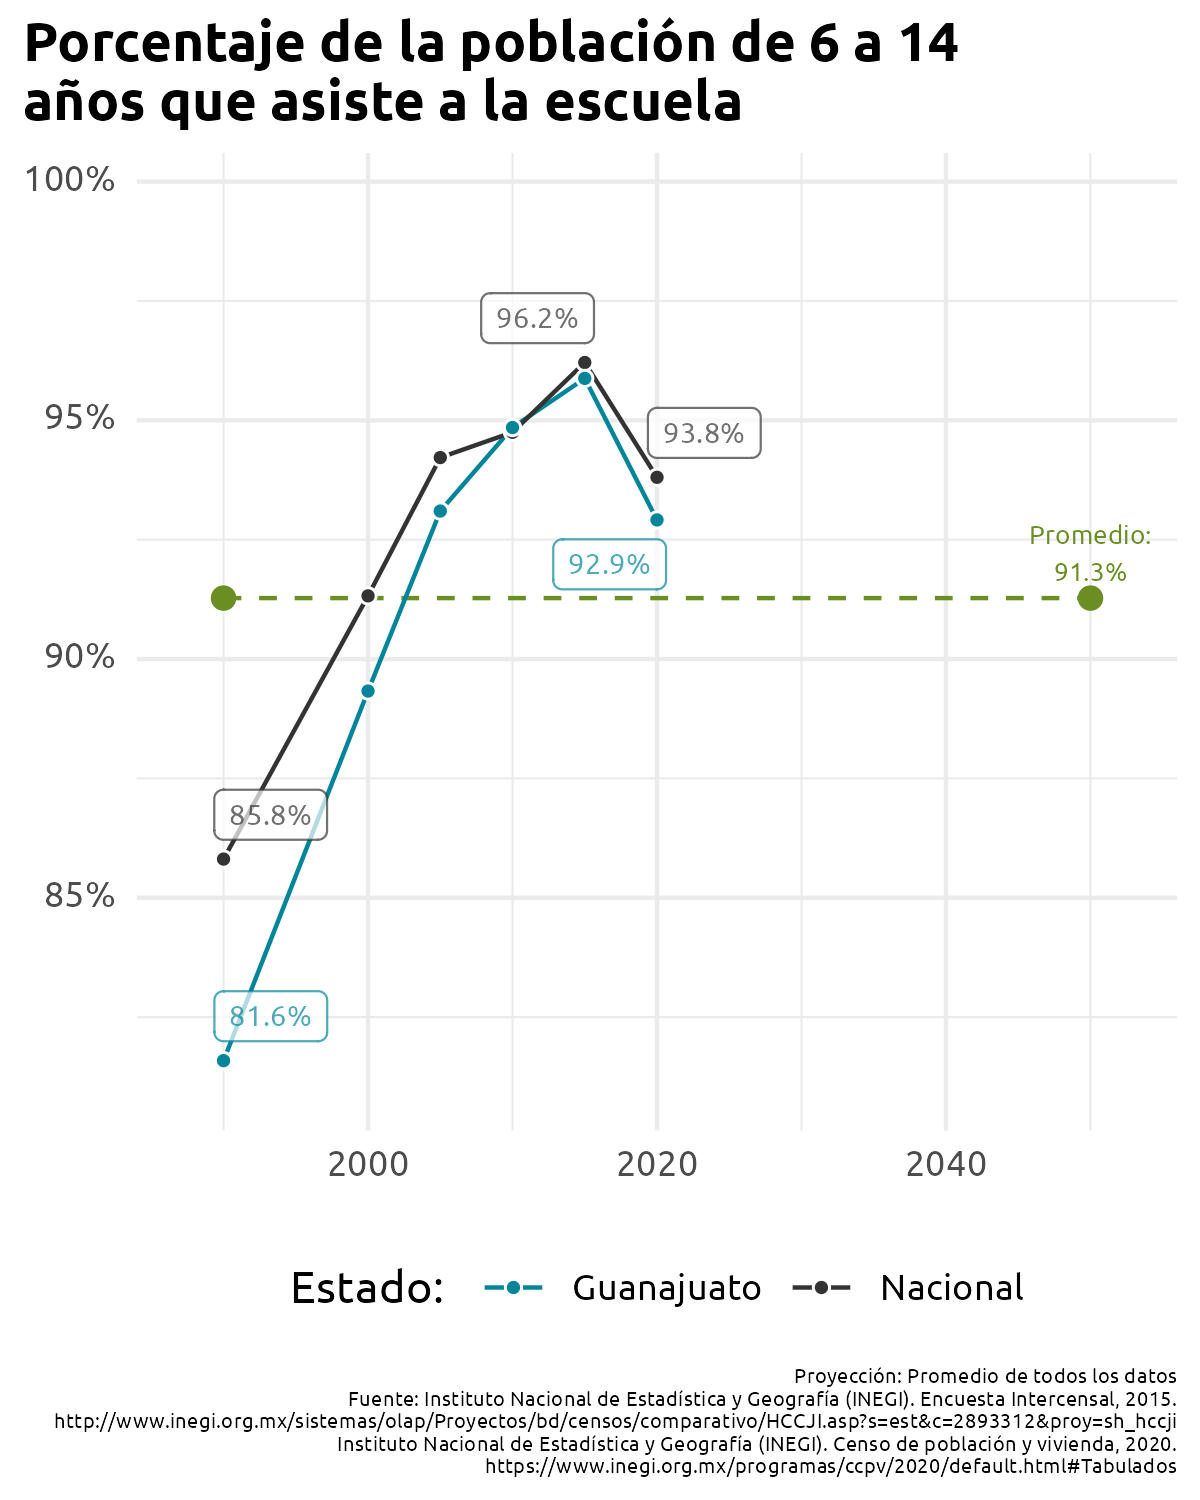 Porcentaje de la población de 6 a 14
años que asiste a la escuela
100%
96.2%
95%
93.8%
Promedio:
92.9%
91.3%
90%
85.8%
85%
81.6%
2000
2020
2040
Estado:
Guanajuato
Nacional
Proyección: Promedio de todos los datos
Fuente: Instituto Nacional de Estadística y Geografía (INEGI). Encuesta Intercensal, 2015.
http://www.inegi.org.mx/sistemas/olap/Proyectos/bd/censos/comparativo/HCCJI.asp?s=est&c=2893312&proy=sh_hccji
Instituto Nacional de Estadística y Geografía (INEGI). Censo de población y vivienda, 2020.
https://www.inegi.org.mx/programas/ccpv/2020/default.html#Tabulados